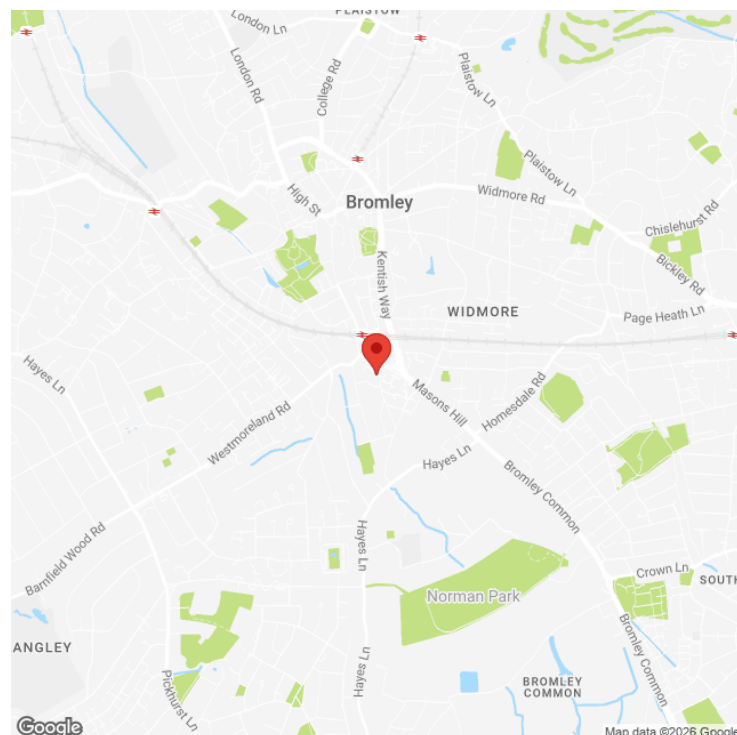 PLAISTOW
London Ln
London Rd
College Rd
Plaistow Ln
Plaistow Ln
High St
Bromley
Widmore Rd
Chislehurst Rd
Bickley Rd
Kentish Way
WIDMORE
Page Heath Ln
Hayes Ln
Masons Hill
Homesdale Rd
Westmoreland Rd
Hayes Ln
Bromley Common
Hayes Ln
Barnfield Wood Rd
Crown Ln
SOUTH
Norman Park
ANGLEY
Hayes Ln
Bromley Common
Pickhurst Ln
BROMLEY
COMMON
Google
Map data ©2026 Google